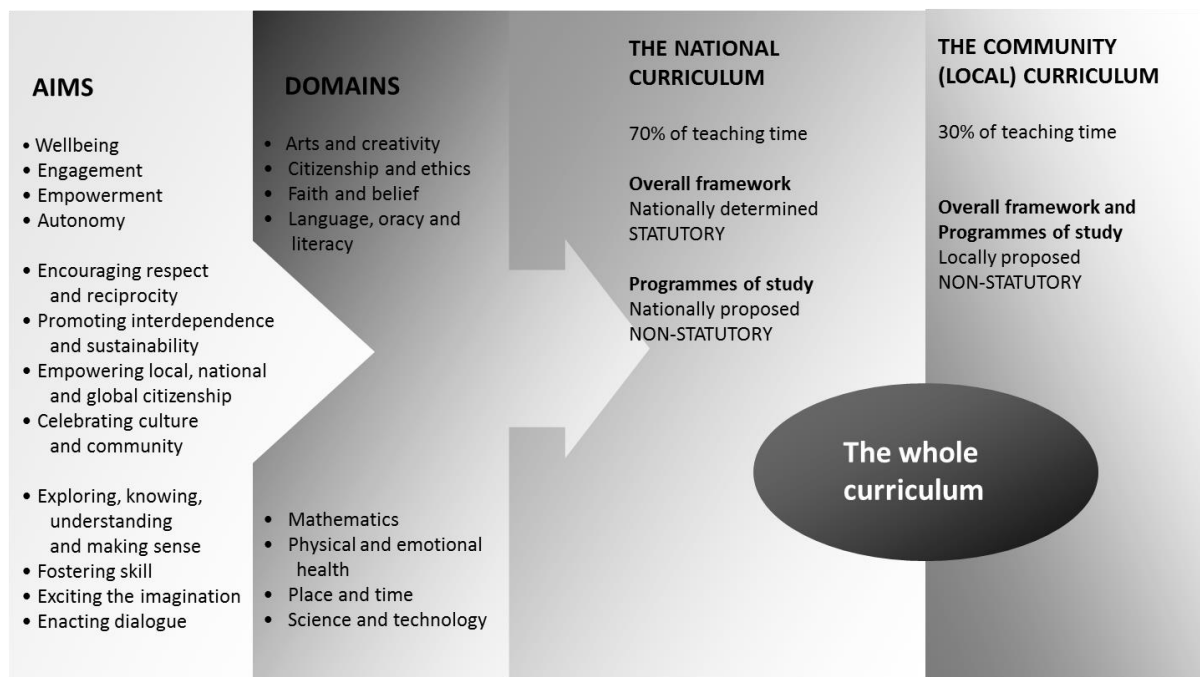 AIMS
• Wellbeing
• Engagement
• Empowerment
• Autonomy
• Encouraging respect
and reciprocity
• Promoting interdependence
and sustainability
• Empowering local, national
and global citizenship
• Celebrating culture
and community
• Exploring, knowing,
understanding
and making sense
• Fostering skill
• Exciting the imagination
• Enacting dialogue
DOMAINS
• Arts and creativity
• Citizenship and ethics
• Faith and belief
• Language, oracy and
literacy
• Mathematics
• Physical and emotional
health
• Place and time
• Science and technology
THE NATIONAL
CURRICULUM
70% of teaching time
Overall framework
Nationally determined
STATUTORY
Programmes of study
Nationally proposed
NON-STATUTORY
THE COMMUNITY
(LOCAL) CURRICULUM
30% of teaching time
Overall framework and
Programmes of study
Locally proposed
NON-STATUTORY
The whole
curriculum